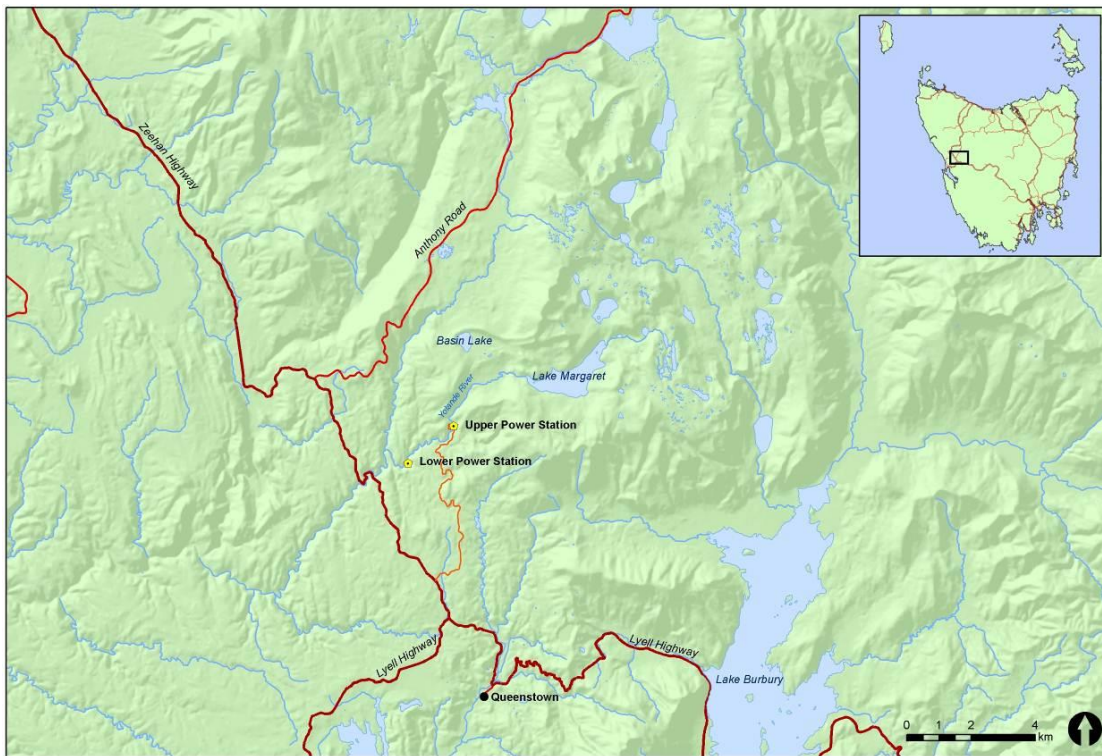 Zeehan Highway
Anthony Road
Basin Lake
Lake Margaret
Yolande River
Upper Power Station
Lower Power Station
Lyell Highway
Lyell Highway
Lake Burbury
Queenstown
0 1 2 4
km